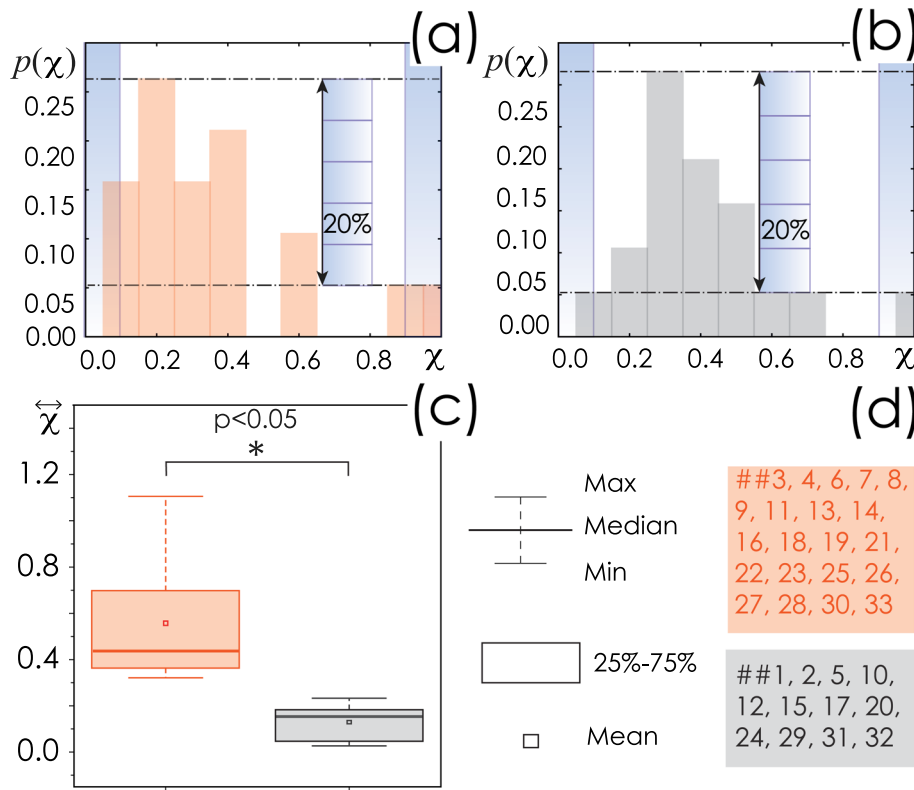 (a)
p(χ)
0.25
0.20
0.15
0.10
0.05
0.00
20%
0.0 0.2 0.4 0.6 0.8 χ
(b)
p(χ)
0.25
0.20
0.15
0.10
0.05
0.00
20%
0.0 0.2 0.4 0.6 0.8 χ
(c)
χ
p<0.05
*
1.2
0.8
0.4
0.0
Max
Median
Min
25%-75%
Mean
(d)
##3, 4, 6, 7, 8,
9, 11, 13, 14,
16, 18, 19, 21,
22, 23, 25, 26,
27, 28, 30, 33
##1, 2, 5, 10,
12, 15, 17, 20,
24, 29, 31, 32